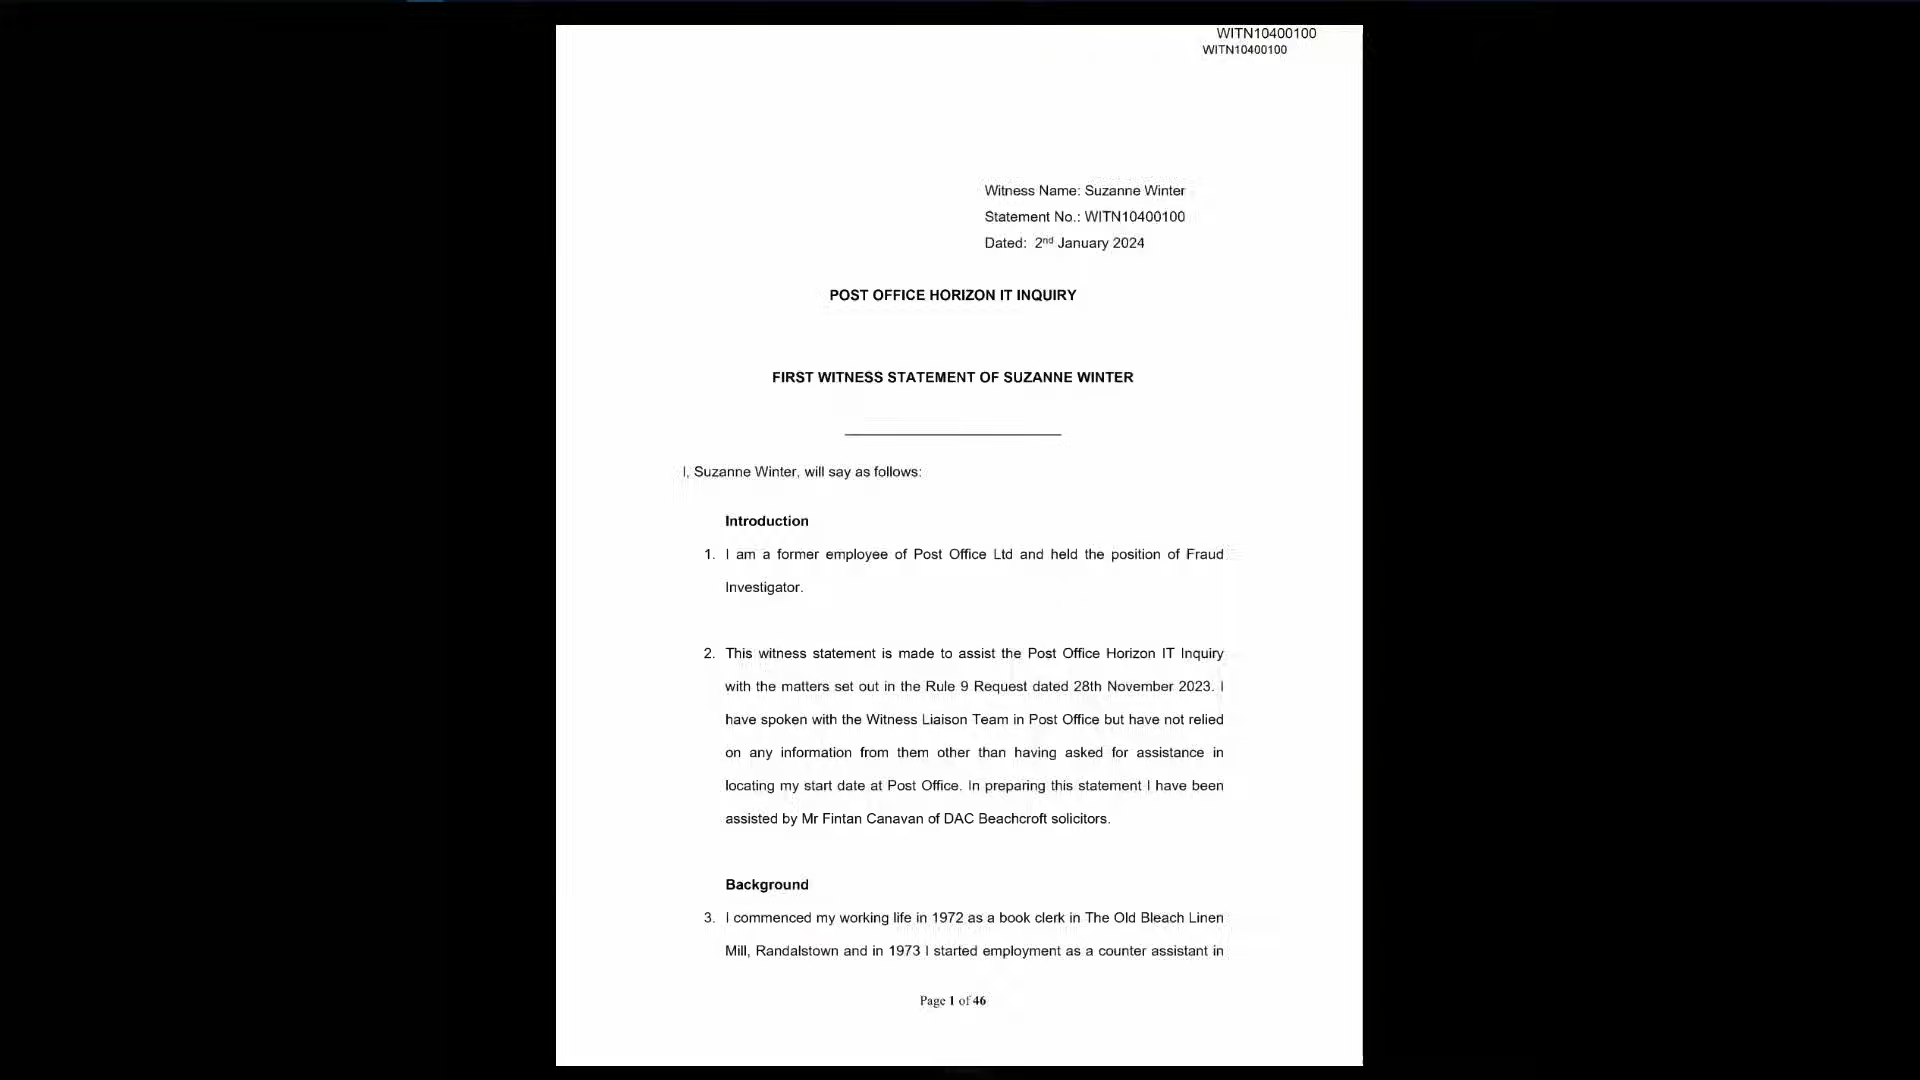 WITN10400100
WITN10400100
Witness Name: Suzanne Winter
Statement No.: WITN10400100
Dated: 2nd January 2024
POST OFFICE HORIZON IT INQUIRY
FIRST WITNESS STATEMENT OF SUZANNE WINTER
I, Suzanne Winter, will say as follows:
Introduction
1. I am a former employee of Post Office Ltd and held the position of Fraud
Investigator.
2. This witness statement is made to assist the Post Office Horizon IT Inquiry
with the matters set out in the Rule 9 Request dated 28th November 2023. I
have spoken with the Witness Liaison Team in Post Office but have not relied
on any information from them other than having asked for assistance in
locating my start date at Post Office. In preparing this statement I have been
assisted by Mr Fintan Canavan of DAC Beachcroft solicitors.
Background
3. I commenced my working life in 1972 as a book clerk in The Old Bleach Linen
Mill, Randalstown and in 1973 I started employment as a counter assistant in
Page 1 of 46